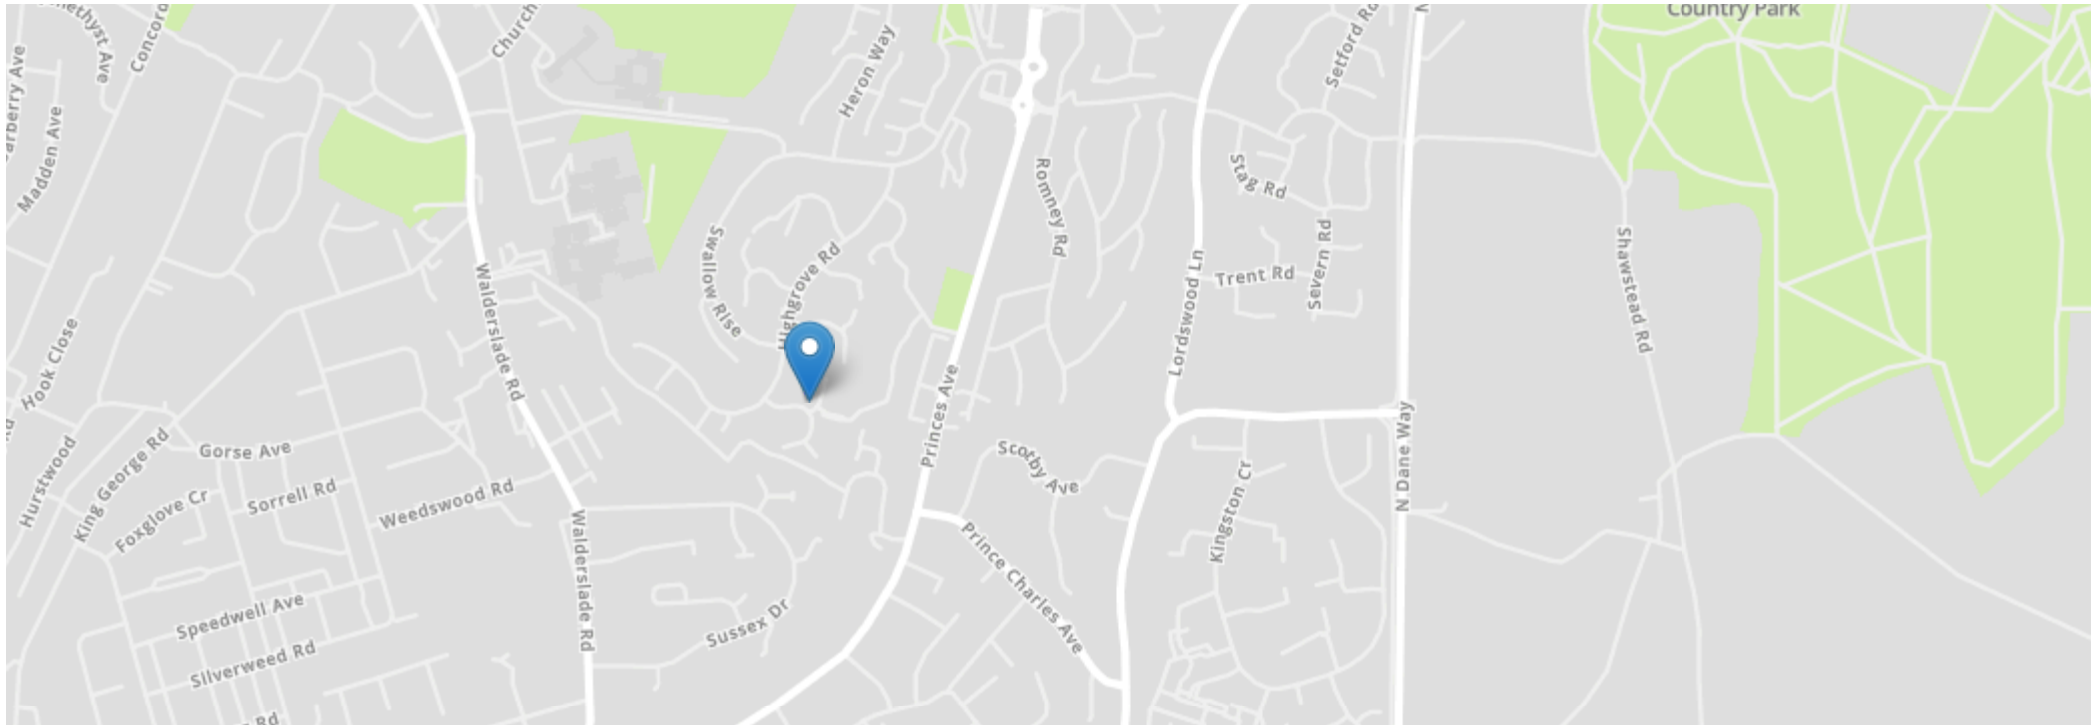 Amethyst Ave
Concord
Church
Setford Rd
Country Park
Heron Way
Madden Ave
Romney Rd
Stag Rd
Swallow Rise
Highgrove Rd
Walderslade Rd
Lordswood Ln
Trent Rd
Severn Rd
Shawstead Rd
Hook Close
Princes Ave
N Dane Way
Hurstwood
King George Rd
Gorse Ave
Scotby Ave
Foxglove Cr
Sorrell Rd
Weedswood Rd
Kingston Cr
Walderslade Rd
Prince Charles Ave
Speedwell Ave
Sussex Dr
Silverweed Rd
Rd